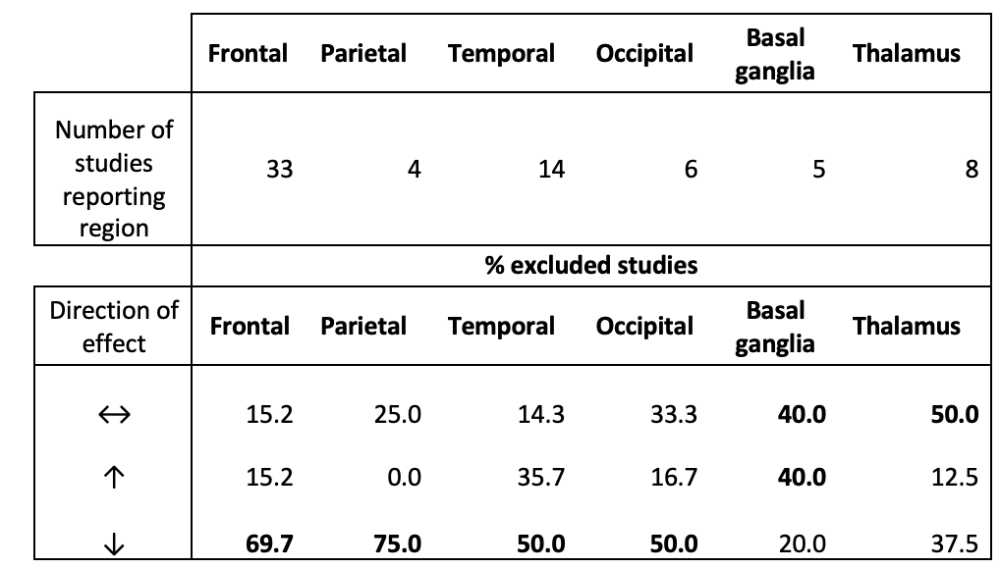 Frontal Parietal Temporal Occipital Basal ganglia Thalamus
Number of studies reporting region 33 4 14 6 5 8
% excluded studies
Direction of effect Frontal Parietal Temporal Occipital Basal ganglia Thalamus
↔ 15.2 25.0 14.3 33.3 40.0 50.0
↑ 15.2 0.0 35.7 16.7 40.0 12.5
↓ 69.7 75.0 50.0 50.0 20.0 37.5